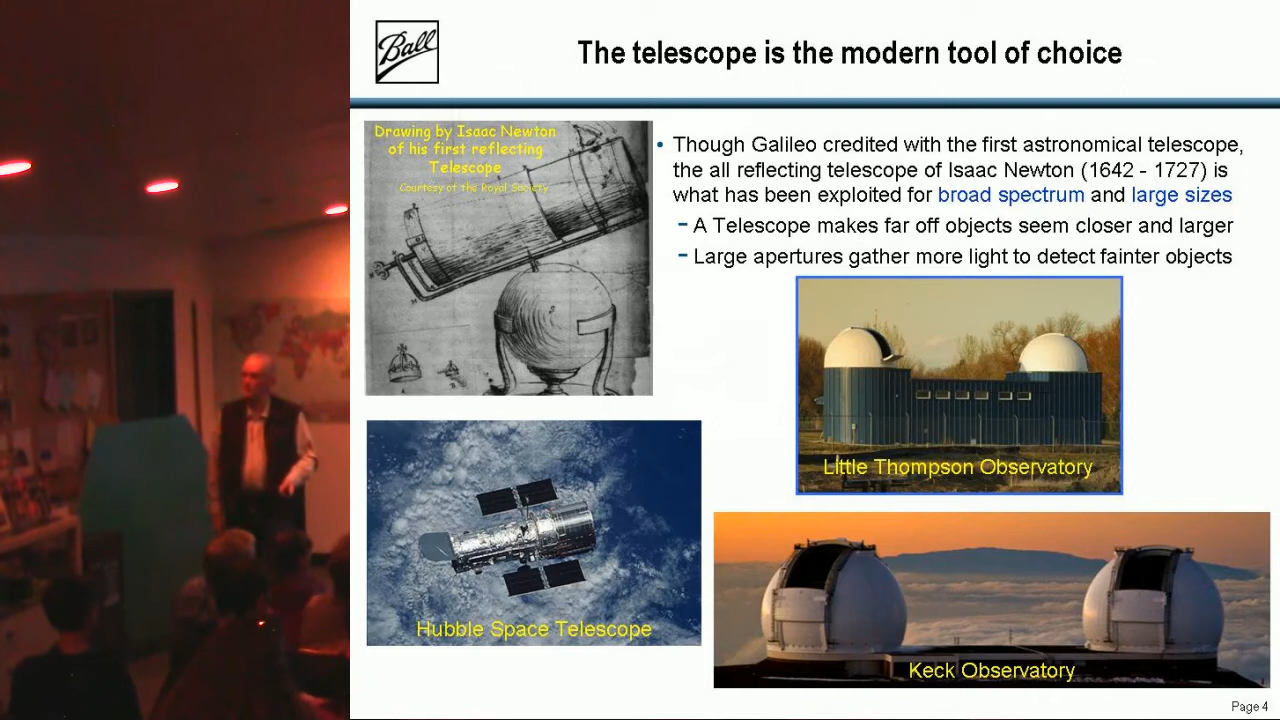 Ball
The telescope is the modern tool of choice
Drawing by Isaac Newton
of his first reflecting
Telescope
Courtesy of the Royal Society
• Though Galileo credited with the first astronomical telescope,
the all reflecting telescope of Isaac Newton (1642 - 1727) is
what has been exploited for broad spectrum and large sizes
- A Telescope makes far off objects seem closer and larger
- Large apertures gather more light to detect fainter objects
Little Thompson Observatory
Hubble Space Telescope
Keck Observatory
Page 4